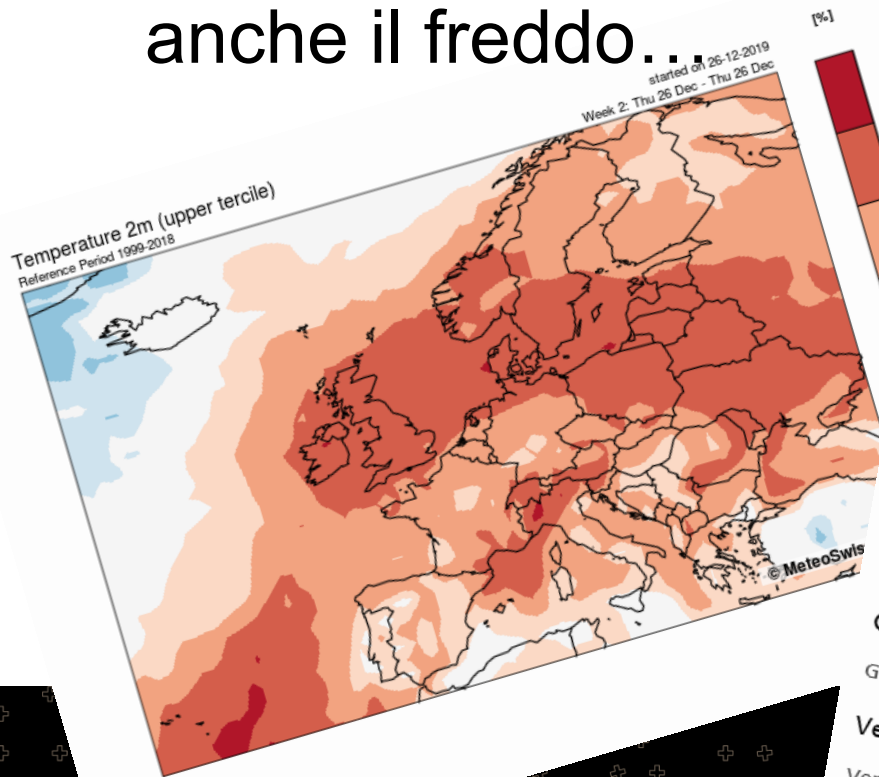 anche il freddo…
[%]
started on 26-12-2019
Week 2: Thu 26 Dec - Thu 26 Dec
Temperature 2m (upper tercile)
Reference Period 1999-2018
© MeteoSwis
G
Ve